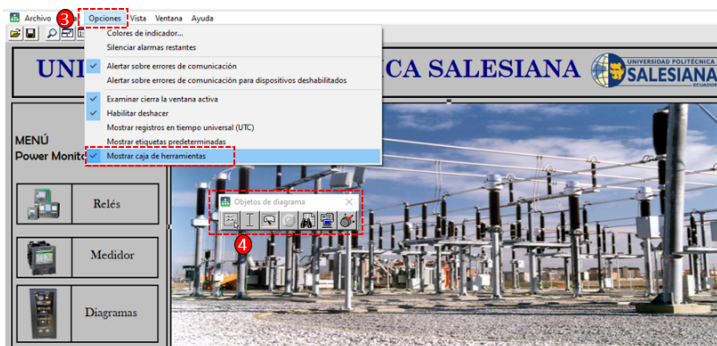 Archivo
3
Opciones Vista Ventana Ayuda
Colores de indicador...
Silenciar alarmas restantes
Alertar sobre errores de comunicación
Alertar sobre errores de comunicación para dispositivos deshabilitados
Examinar cierra la ventana activa
Habilitar deshacer
Mostrar registros en tiempo universal (UTC)
Mostrar etiquetas predeterminadas
Mostrar caja de herramientas
UNI
CA SALESIANA
UNIVERSIDAD POLITÉCNICA
SALESIANA
ECUADOR
MENÚ
Power Monit
Relés
Medidor
Diagramas
Objetos de diagrama
4